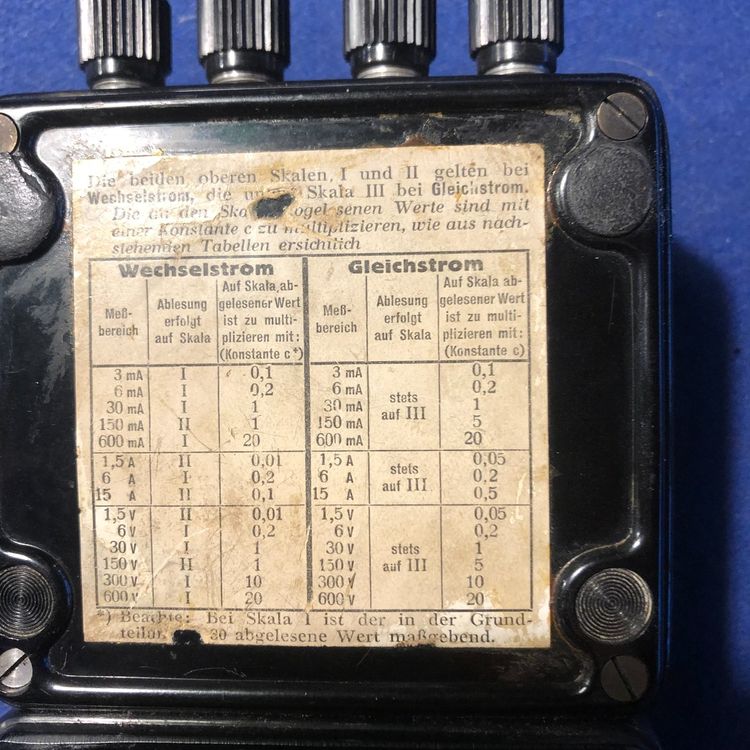 Die beiden oberen Skalen I und II gelten bei
Wechselstrom, die Skala III bei Gleichstrom.
Die an den senen Werte sind mit
einer Konstante c zu multiplizieren, wie aus nach-
stehenden Tabellen ersichtlich
Wechselstrom Gleichstrom
Meß- Ablesung Auf Skala ab- Meß- Ablesung Auf Skala ab-
bereich erfolgt gelesener Wert bereich erfolgt gelesener Wert
auf Skala ist zu multi- auf Skala ist zu multi-
plizieren mit: plizieren mit:
(Konstante c*) (Konstante c)
3 mA I 0,1 3 mA 0,1
6 mA I 0,2 6 mA stets 0,2
30 mA I 1 30 mA auf III 1
150 mA II 1 150 mA 5
600 mA I 20 600 mA 20
1,5 A II 0,01 1,5 A stets 0,05
6 A I 0,2 6 A auf III 0,2
15 A II 0,1 15 A 0,5
1,5 V II 0,01 1,5 V 0,05
6 V I 0,2 6 V 0,2
30 V I 1 30 V stets 1
150 V II 1 150 V auf III 5
300 V I 10 300 V 10
600 V I 20 600 V 20
*) Beachte: Bei Skala I ist der in der Grund-
teilung 30 abgelesene Wert maßgebend.